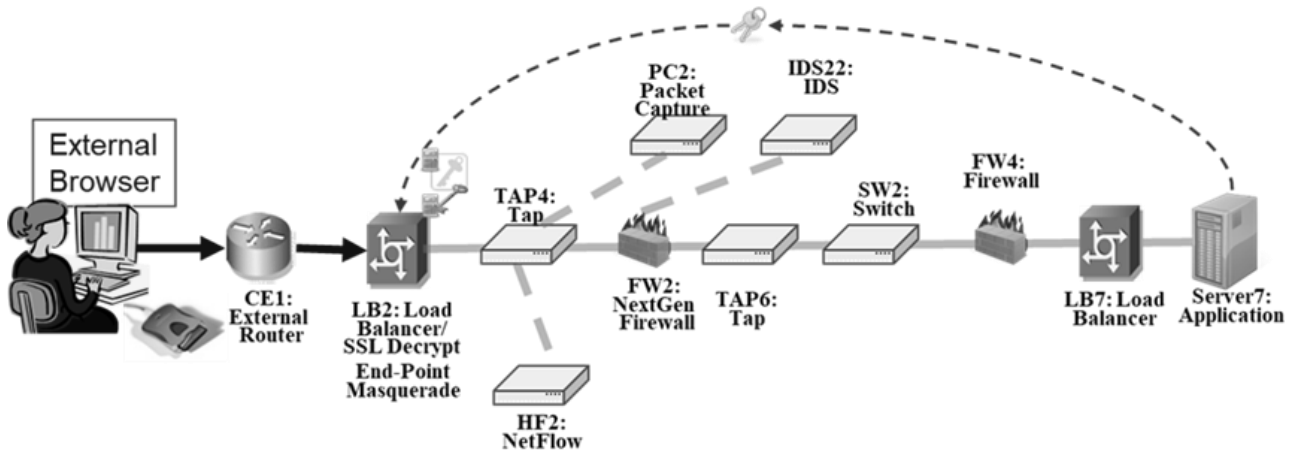 PC2:
Packet
Capture
IDS22:
IDS
External
Browser
TAP4:
Tap
SW2:
Switch
FW4:
Firewall
CE1:
External
Router
LB2: Load
Balancer/
SSL Decrypt
End-Point
Masquerade
FW2:
NextGen
Firewall
TAP6:
Tap
LB7: Load
Balancer
Server7:
Application
HF2:
NetFlow